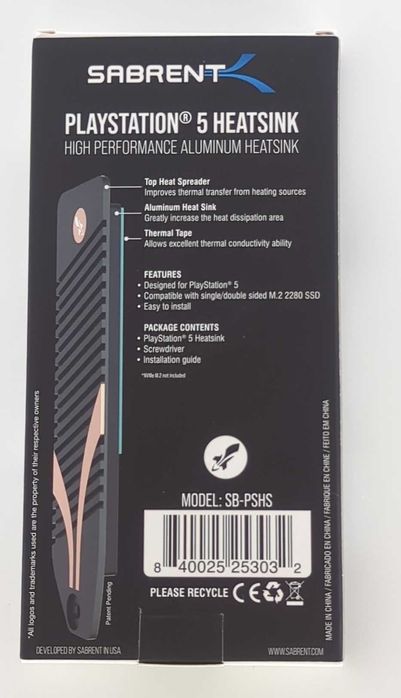 SABRENT
PLAYSTATION® 5 HEATSINK
HIGH PERFORMANCE ALUMINUM HEATSINK
Top Heat Spreader
Improves thermal transfer from heating sources
Aluminum Heat Sink
Greatly increase the heat dissipation area
Thermal Tape
Allows excellent thermal conductivity ability
FEATURES
• Designed for PlayStation® 5
• Compatible with single/double sided M.2 2280 SSD
• Easy to install
PACKAGE CONTENTS
• PlayStation® 5 Heatsink
• Screwdriver
• Installation guide
*NVMe M.2 not included
*All logos and trademarks used are the property of their respective owners
Patent Pending
MODEL: SB-PSHS
8 40025 25303 2
PLEASE RECYCLE CE
MADE IN CHINA / FABRICADO EN CHINA / FABRIQUE EN CHINE / FEITO EM CHINA
DEVELOPED BY SABRENT IN USA
WWW.SABRENT.COM